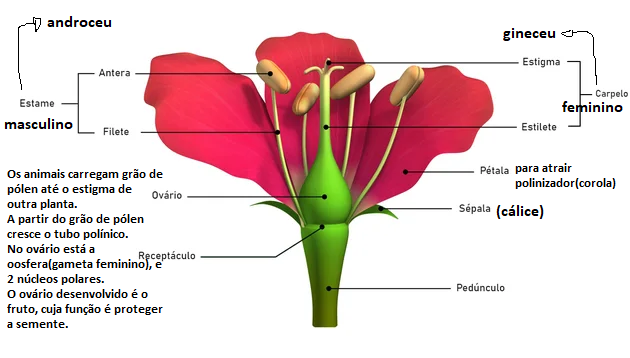 androceu
gineceu
Antera
Estigma
Estame
Carpelo
masculino
feminino
Filete
Estilete
Os animais carregam grão de
pólen até o estigma de
outra planta.
A partir do grão de pólen
cresce o tubo polínico.
No ovário está a
oosfera(gameta feminino), e
2 núcleos polares.
O ovário desenvolvido é o
fruto, cuja função é proteger
a semente.
Pétala
para atrair
polinizador(corola)
Ovário
Sépala (cálice)
Receptáculo
Pedúnculo